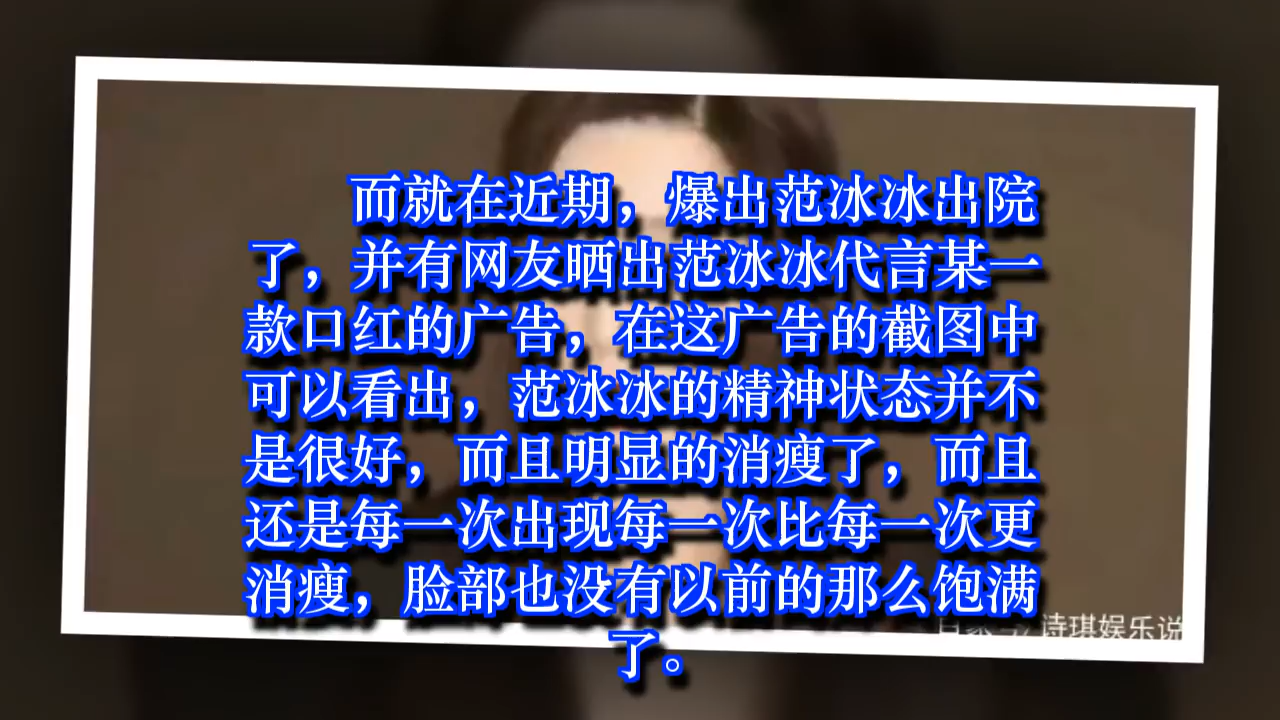 而就在近期，爆出范冰冰出院
了，并有网友晒出范冰冰代言某一
款口红的广告，在这广告的截图中
可以看出，范冰冰的精神状态并不
是很好，而且明显的消瘦了，而且
还是每一次出现每一次比每一次更
消瘦，脸部也没有以前的那么饱满
了。
诗琪娱乐说